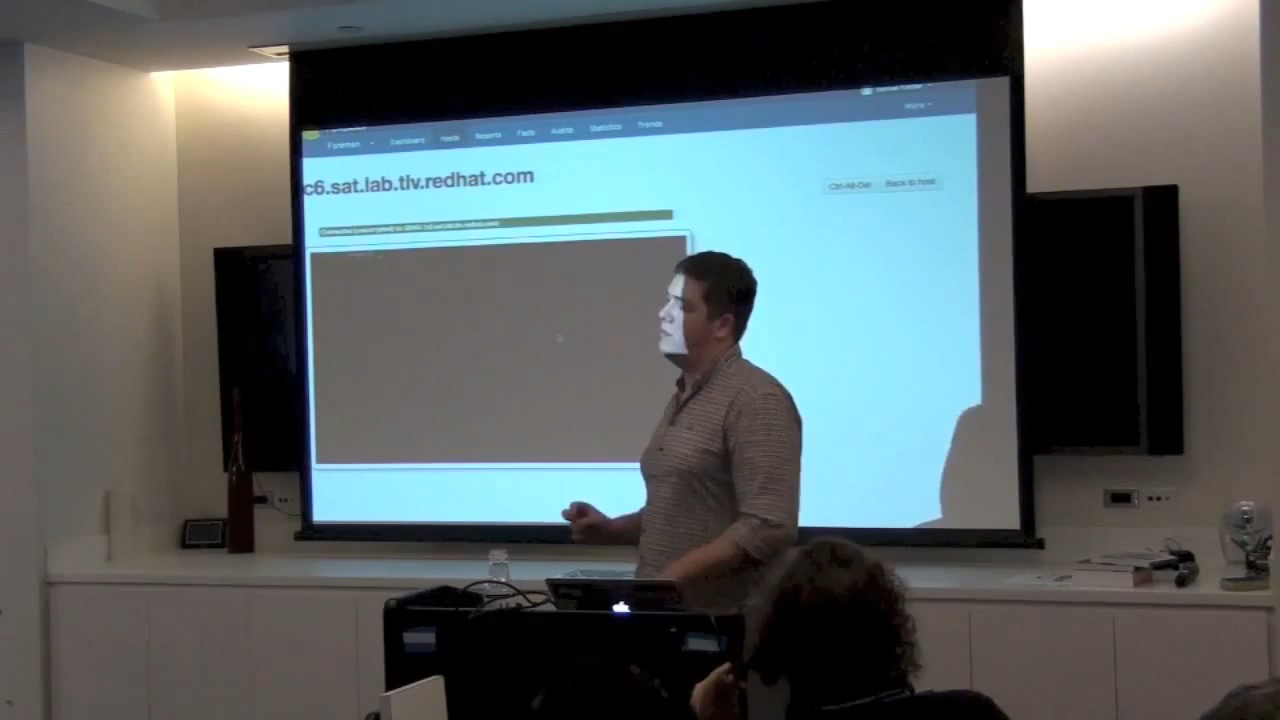 More
Foreman Dashboard Hosts Reports Facts Audits Statistics Trends
c6.sat.lab.tlv.redhat.com
Ctrl-Alt-Del Back to host